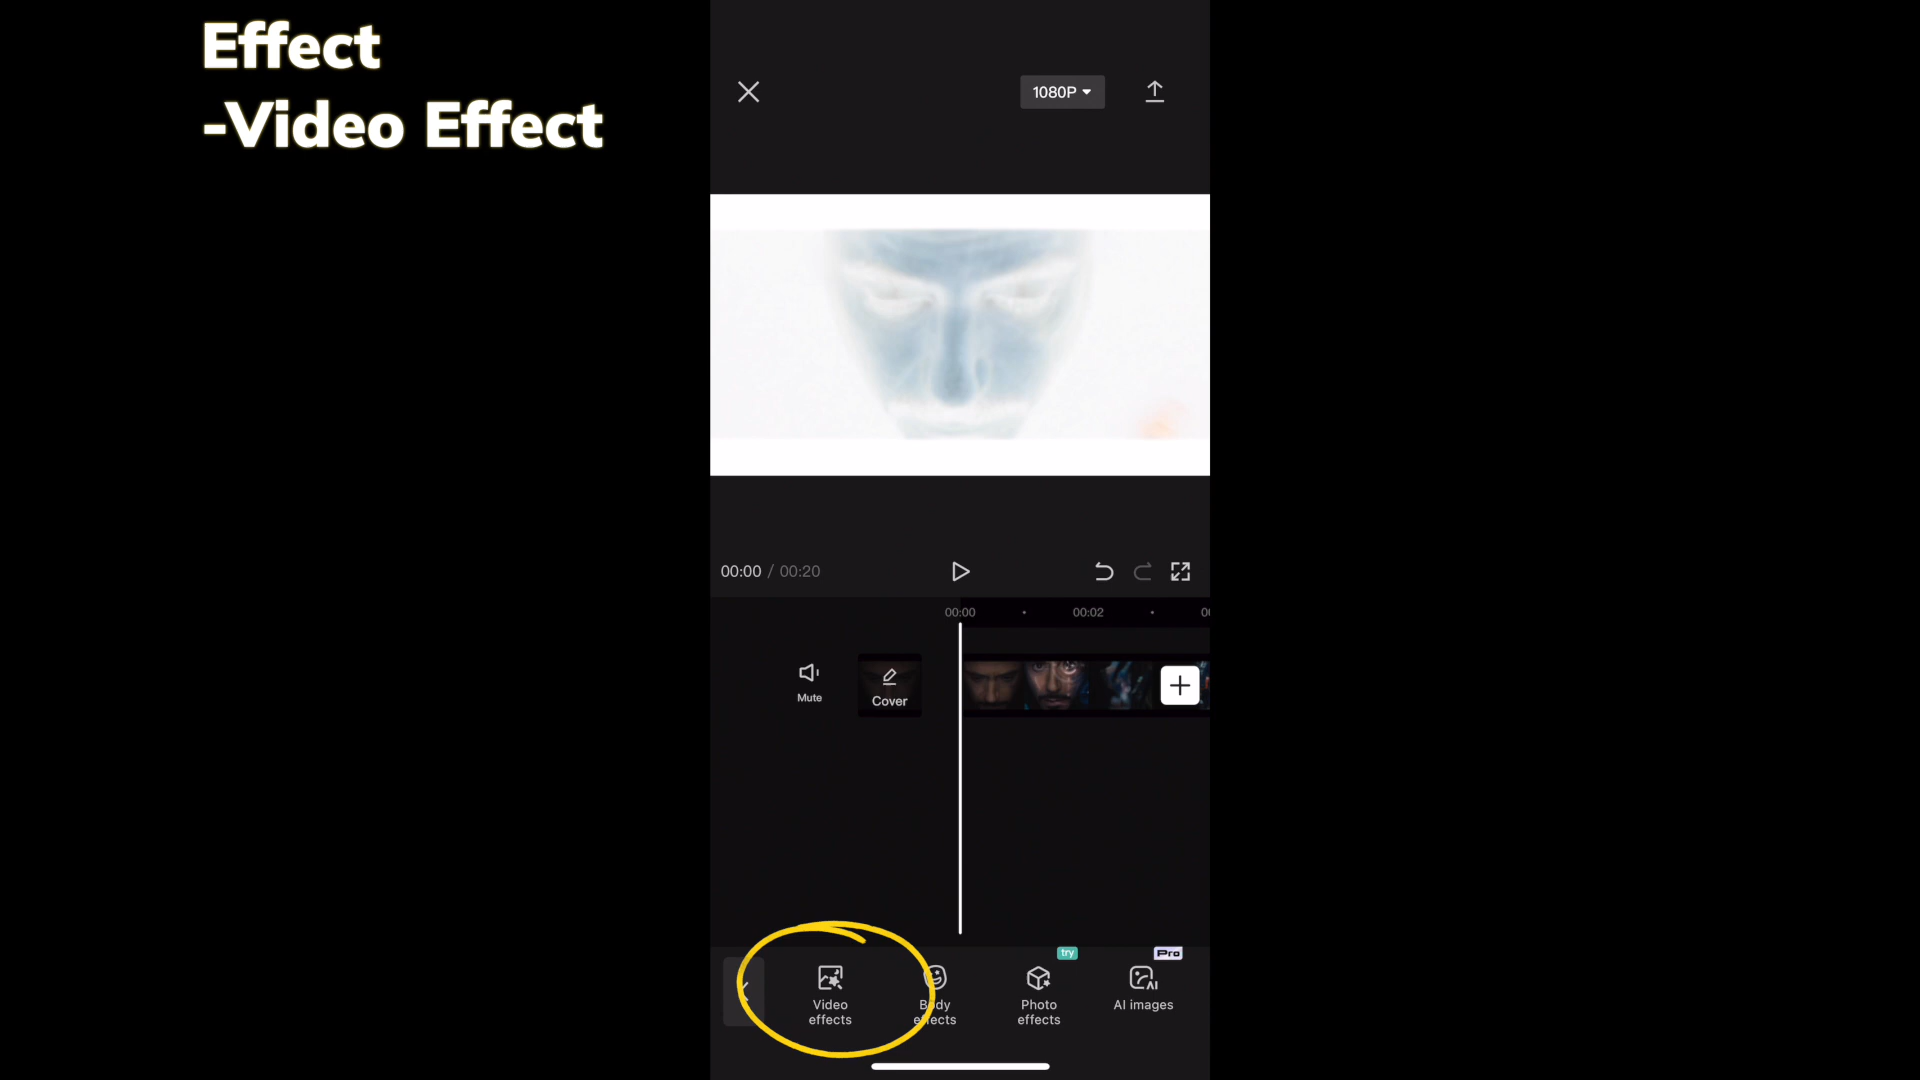 Effect
-Video Effect
1080P
00:00 / 00:20
00:00
00:02
Mute
Cover
try
Pro
Video
effects
Body
effects
Photo
effects
AI images